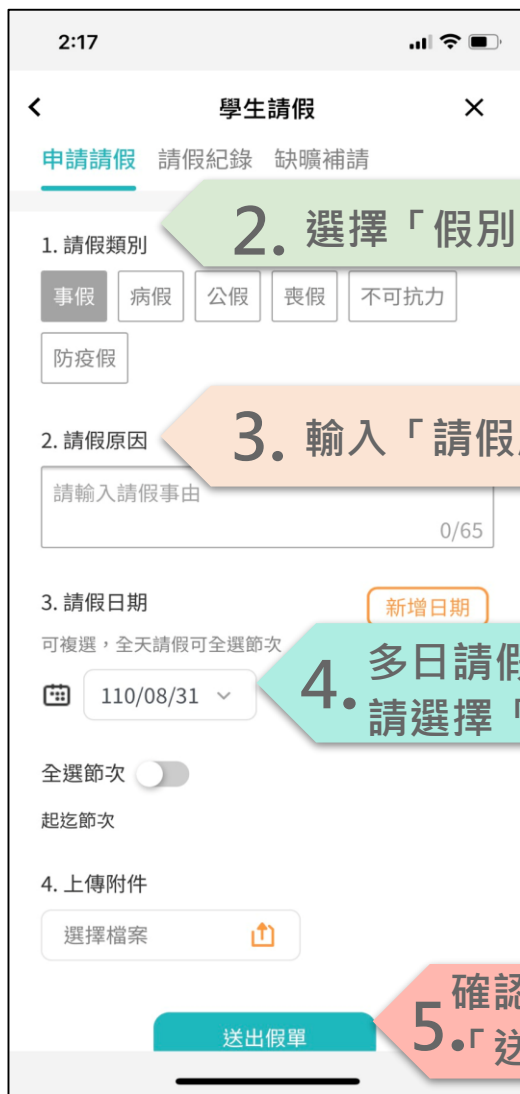 2:17
學生請假
申請請假 請假紀錄 缺曠補請
2. 選擇「假別
1. 請假類別
事假 病假 公假 喪假 不可抗力
防疫假
3. 輸入「請假
2. 請假原因
請輸入請假事由
0/65
3. 請假日期
新增日期
可複選，全天請假可全選節次
4. 多日請假
請選擇「
110/08/31
全選節次
起迄節次
4. 上傳附件
選擇檔案
5. 確認
「送
送出假單